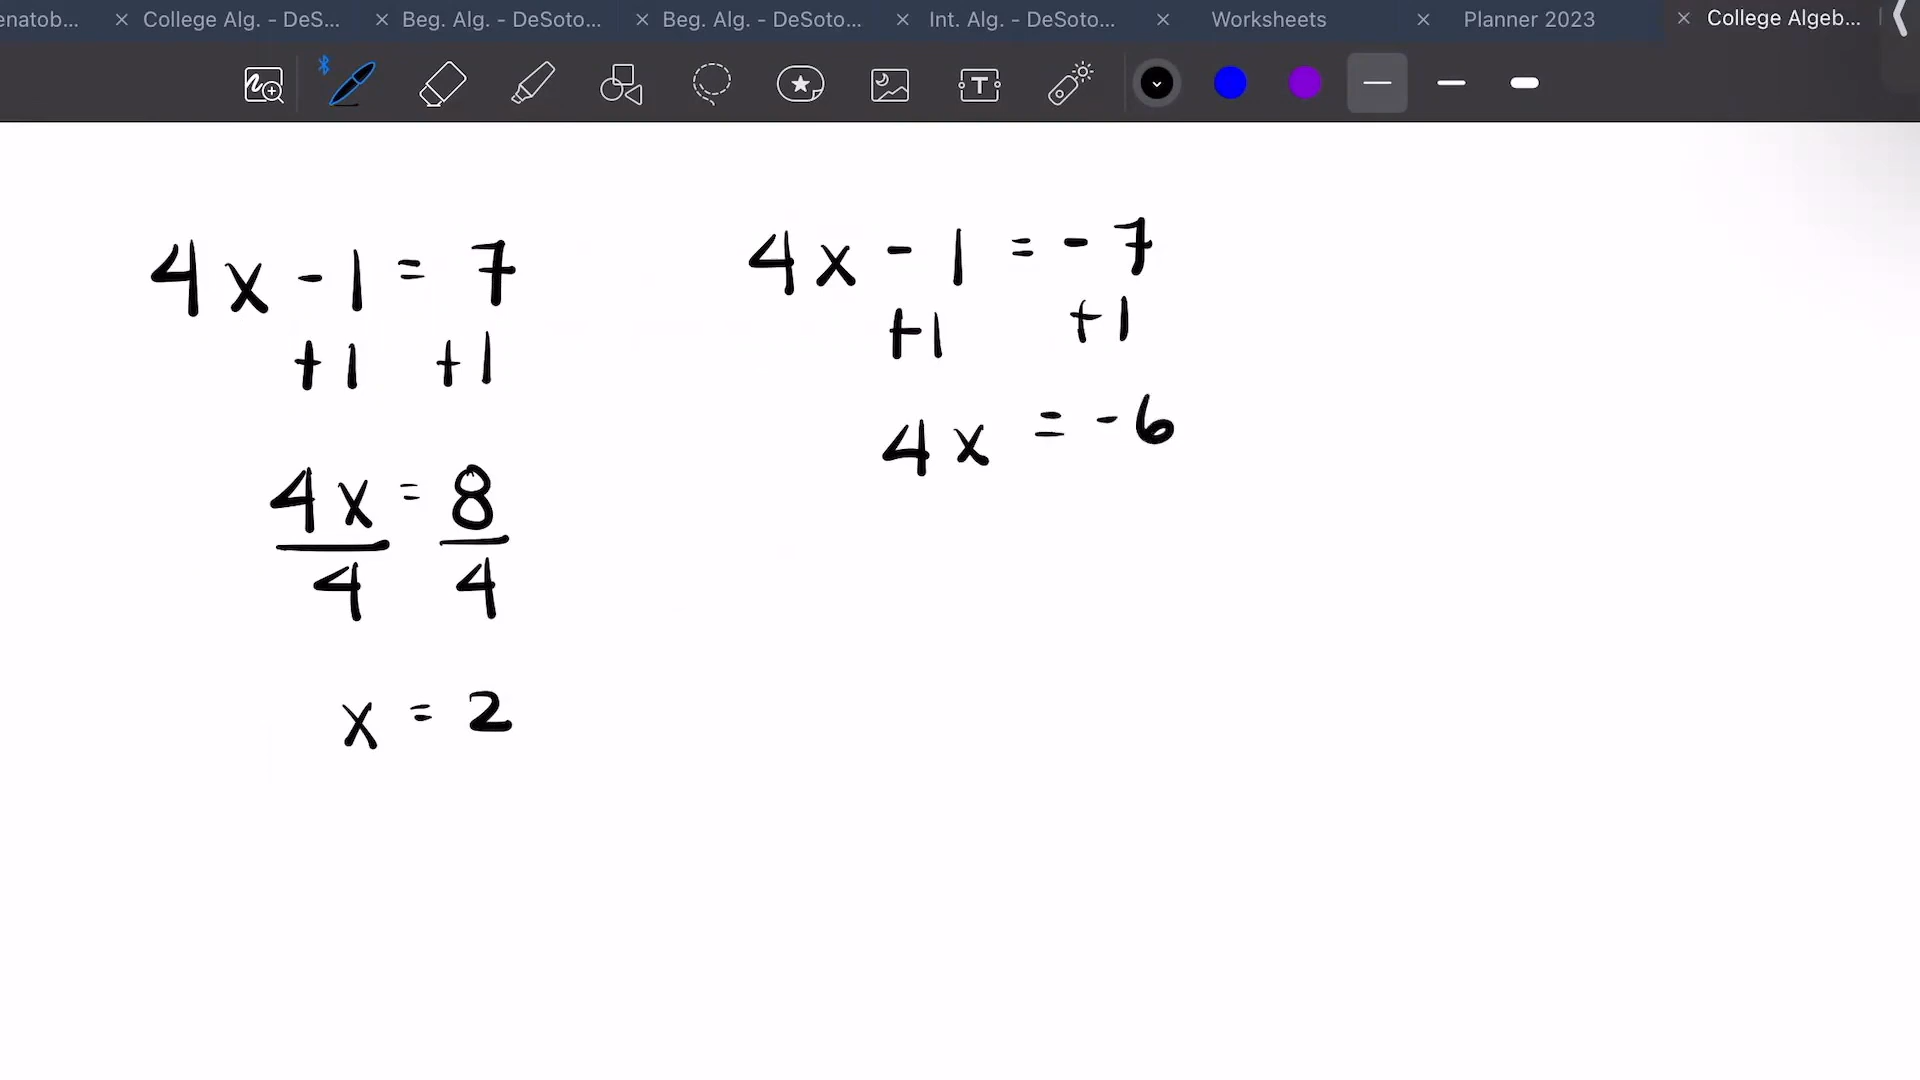 enatob... College Alg. - DeS... Beg. Alg. - DeSoto... Beg. Alg. - DeSoto... Int. Alg. - DeSoto... Worksheets Planner 2023 College Algeb...
4x - 1 = 7
+1 +1
4x = 8
4 4
x = 2
4x - 1 = -7
+1 +1
4x = -6